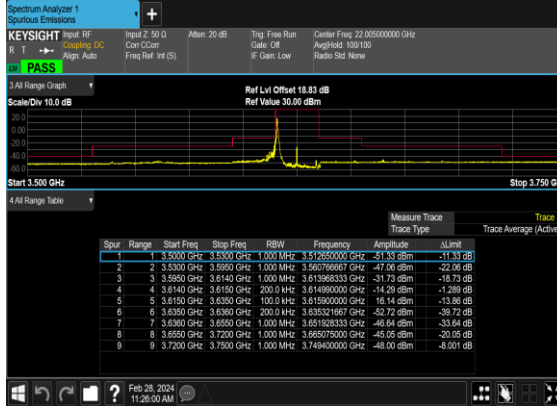 Spectrum Analyzer 1
Spurious Emissions
+
KEYSIGHT Input: RF Input Z: 50 Ω Atten: 20 dB Trig: Free Run Center Freq: 22.005000000 GHz
R T Coupling: DC Corr CCorr Gate: Off Avg|Hold: 100/100
Align: Auto Freq Ref: Int (S) IF Gain: Low Radio Std: None
PASS
3 All Range Graph
Ref Lvl Offset 18.83 dB
Scale/Div 10.0 dB Ref Value 30.00 dBm
20.0
0.00
-20.0
-40.0
-60.0
Start 3.500 GHz Stop 3.750 G
4 All Range Table
Measure Trace Trace
Trace Type Trace Average (Active
Spur Range Start Freq Stop Freq RBW Frequency Amplitude ΔLimit
1 1 3.5000 GHz 3.5300 GHz 1.000 MHz 3.512650000 GHz -51.33 dBm -11.33 dB
2 2 3.5300 GHz 3.5950 GHz 1.000 MHz 3.560766667 GHz -47.06 dBm -22.06 dB
3 3 3.5950 GHz 3.6140 GHz 1.000 MHz 3.613968333 GHz -31.73 dBm -18.73 dB
4 4 3.6140 GHz 3.6150 GHz 200.0 kHz 3.614990000 GHz -14.29 dBm -1.289 dB
5 5 3.6150 GHz 3.6350 GHz 100.0 kHz 3.615900000 GHz 16.14 dBm -13.86 dB
6 6 3.6350 GHz 3.6360 GHz 200.0 kHz 3.635321667 GHz -52.72 dBm -39.72 dB
7 7 3.6360 GHz 3.6550 GHz 1.000 MHz 3.651928333 GHz -46.64 dBm -33.64 dB
8 8 3.6550 GHz 3.7200 GHz 1.000 MHz 3.665075000 GHz -45.05 dBm -20.05 dB
9 9 3.7200 GHz 3.7500 GHz 1.000 MHz 3.749400000 GHz -48.00 dBm -8.001 dB
? Feb 28, 2024
11:26:00 AM